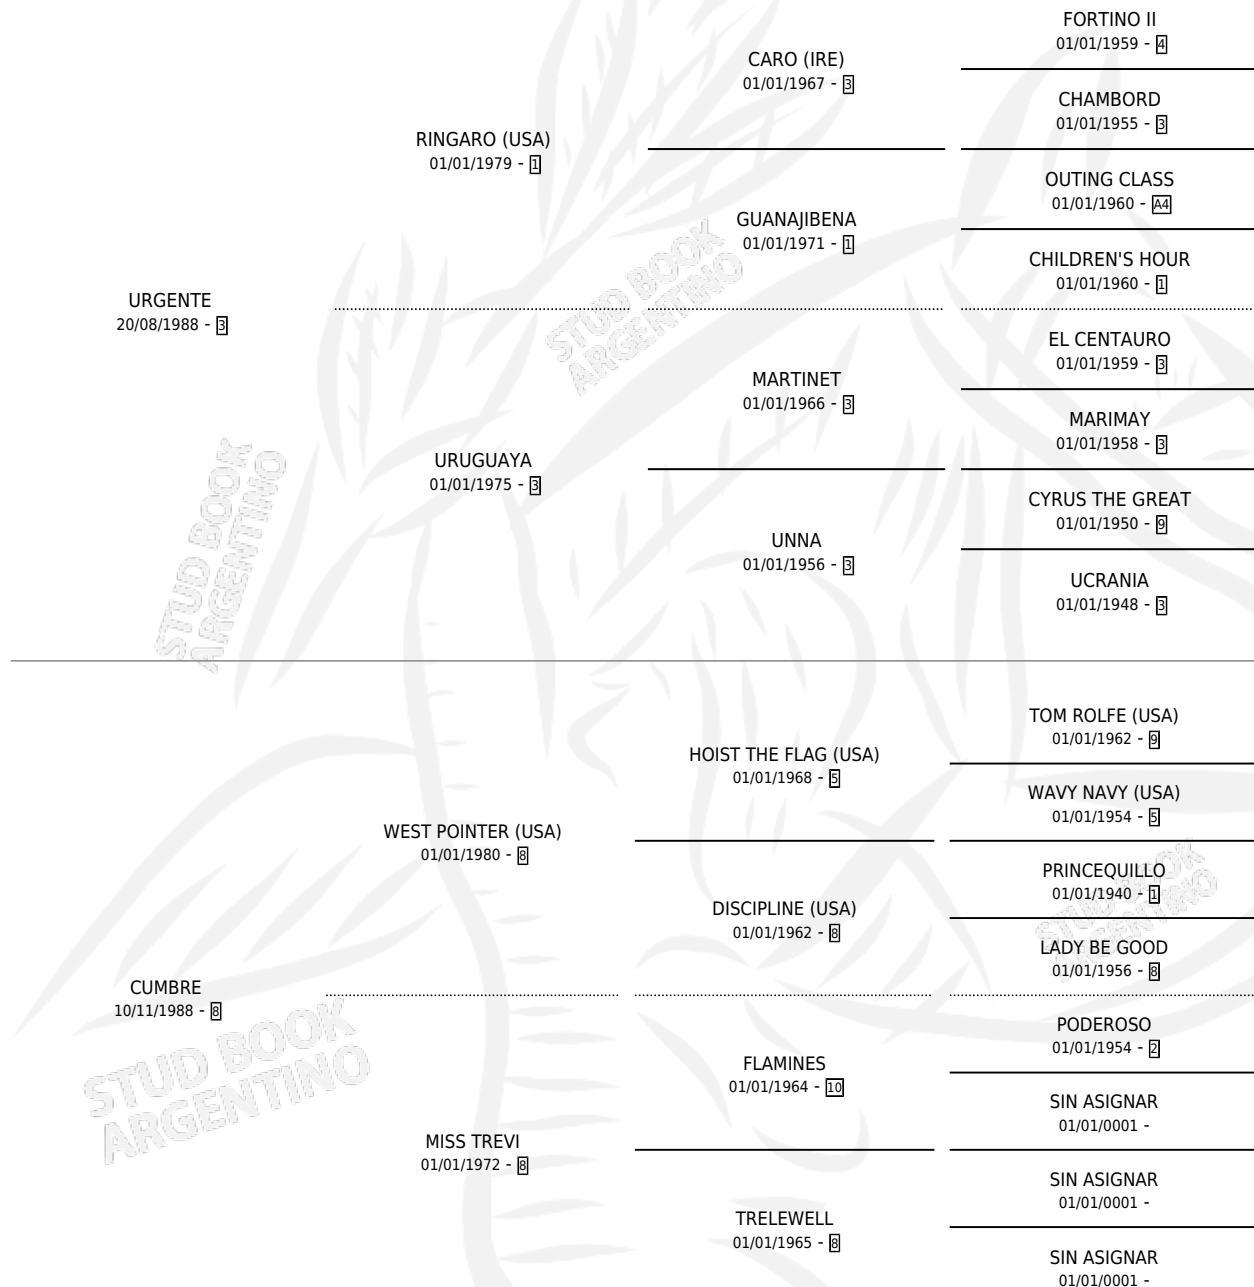 FORTINO II
01/01/1959 - 4
CARO (IRE)
01/01/1967 - 3
CHAMBORD
01/01/1955 - 3
RINGARO (USA)
01/01/1979 - 1
OUTING CLASS
01/01/1960 - A4
GUANAJIBENA
01/01/1971 - 1
CHILDREN'S HOUR
01/01/1960 - 1
URGENTE
20/08/1988 - 3
STUD BOOK
ARGENTINO
EL CENTAURO
01/01/1959 - 3
MARTINET
01/01/1966 - 3
MARIMAY
01/01/1958 - 3
URUGUAYA
01/01/1975 - 3
CYRUS THE GREAT
01/01/1950 - 9
UNNA
01/01/1956 - 3
UCRANIA
01/01/1948 - 3
STUD BOOK
ARGENTINO
TOM ROLFE (USA)
01/01/1962 - 9
HOIST THE FLAG (USA)
01/01/1968 - 5
WAVY NAVY (USA)
01/01/1954 - 5
WEST POINTER (USA)
01/01/1980 - 8
PRINCEQUILLO
01/01/1940 - 1
DISCIPLINE (USA)
01/01/1962 - 8
STUD BOOK
ARGENTINO
LADY BE GOOD
01/01/1956 - 8
CUMBRE
10/11/1988 - 8
STUD BOOK
ARGENTINO
PODEROSO
01/01/1954 - 2
FLAMINES
01/01/1964 - 10
SIN ASIGNAR
01/01/0001 -
MISS TREVI
01/01/1972 - 8
SIN ASIGNAR
01/01/0001 -
TRELEWELL
01/01/1965 - 8
SIN ASIGNAR
01/01/0001 -